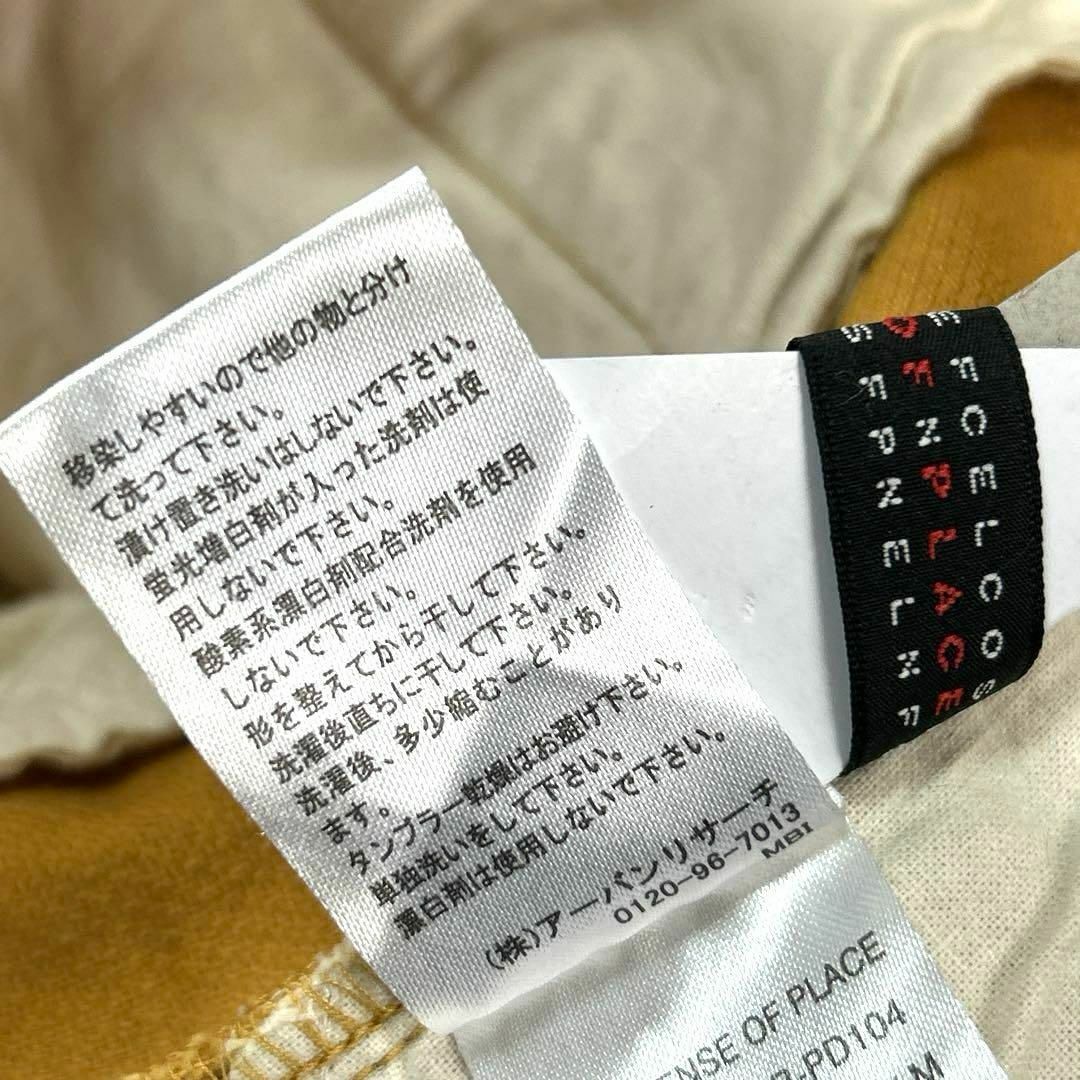 移染しやすいので他の物と分け
て洗って下さい。
漬け置き洗いはしないで下さい。
蛍光増白剤が入った洗剤は使
用しないで下さい。
酸素系漂白剤配合洗剤を使用
しないで下さい。
形を整えてから干して下さい。
洗濯後直ちに干して下さい。
洗濯後、多少縮むことがあり
ます。
タンブラー乾燥はお避け下さい。
単独洗いをして下さい。
漂白剤は使用しないで下さい。
(株)アーバンリサーチ
0120-96-7013
MBI
ENSE OF PLACE
PD104
M
PLACE